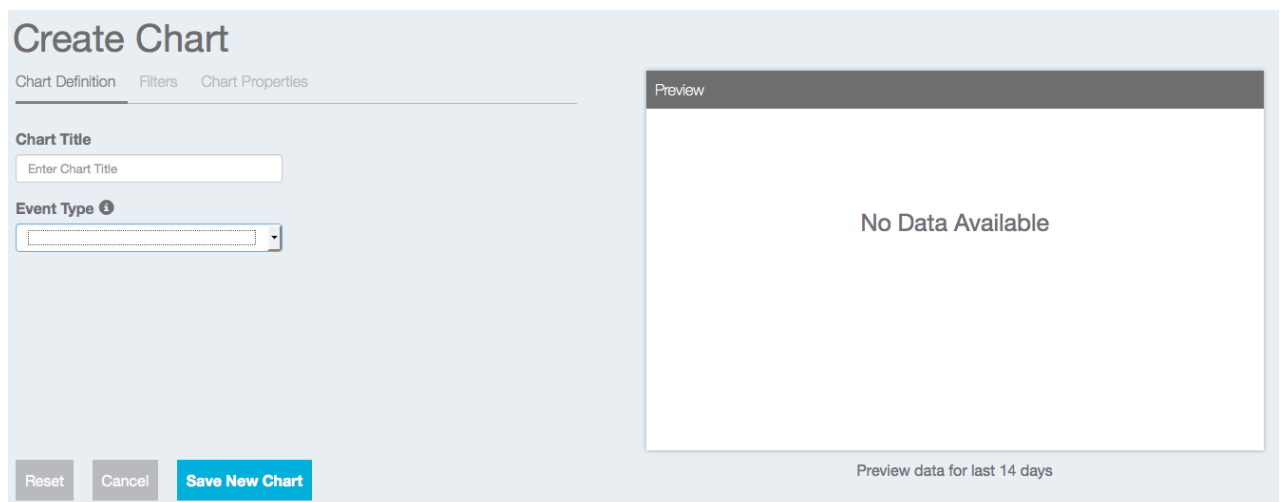 Create Chart
Chart Definition Filters Chart Properties
Chart Title
Enter Chart Title
Event Type
Reset Cancel Save New Chart
Preview
No Data Available
Preview data for last 14 days